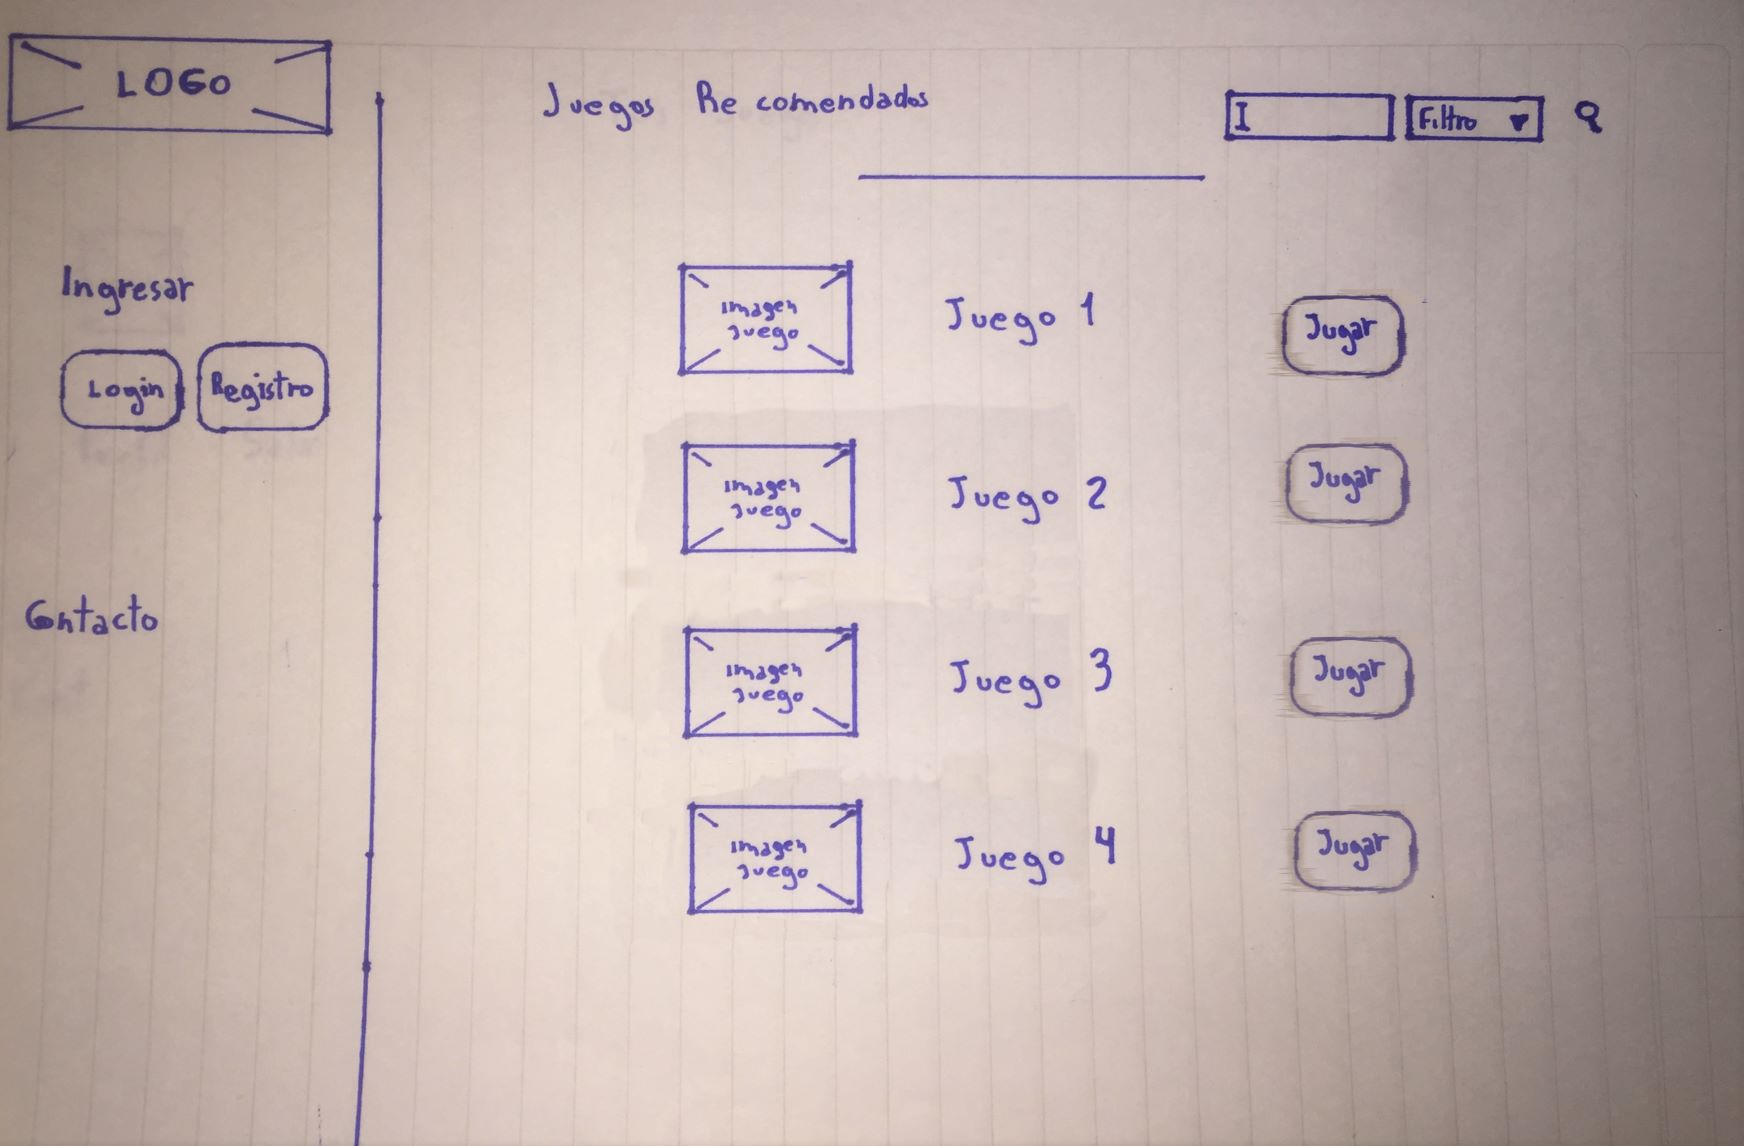 LOGO
Juegos Recomendados
I
Filtro
Ingresar
Login
Registro
Contacto
Imagen
Juego
Juego 1
Jugar
Imagen
Juego
Juego 2
Jugar
Imagen
Juego
Juego 3
Jugar
Imagen
Juego
Juego 4
Jugar